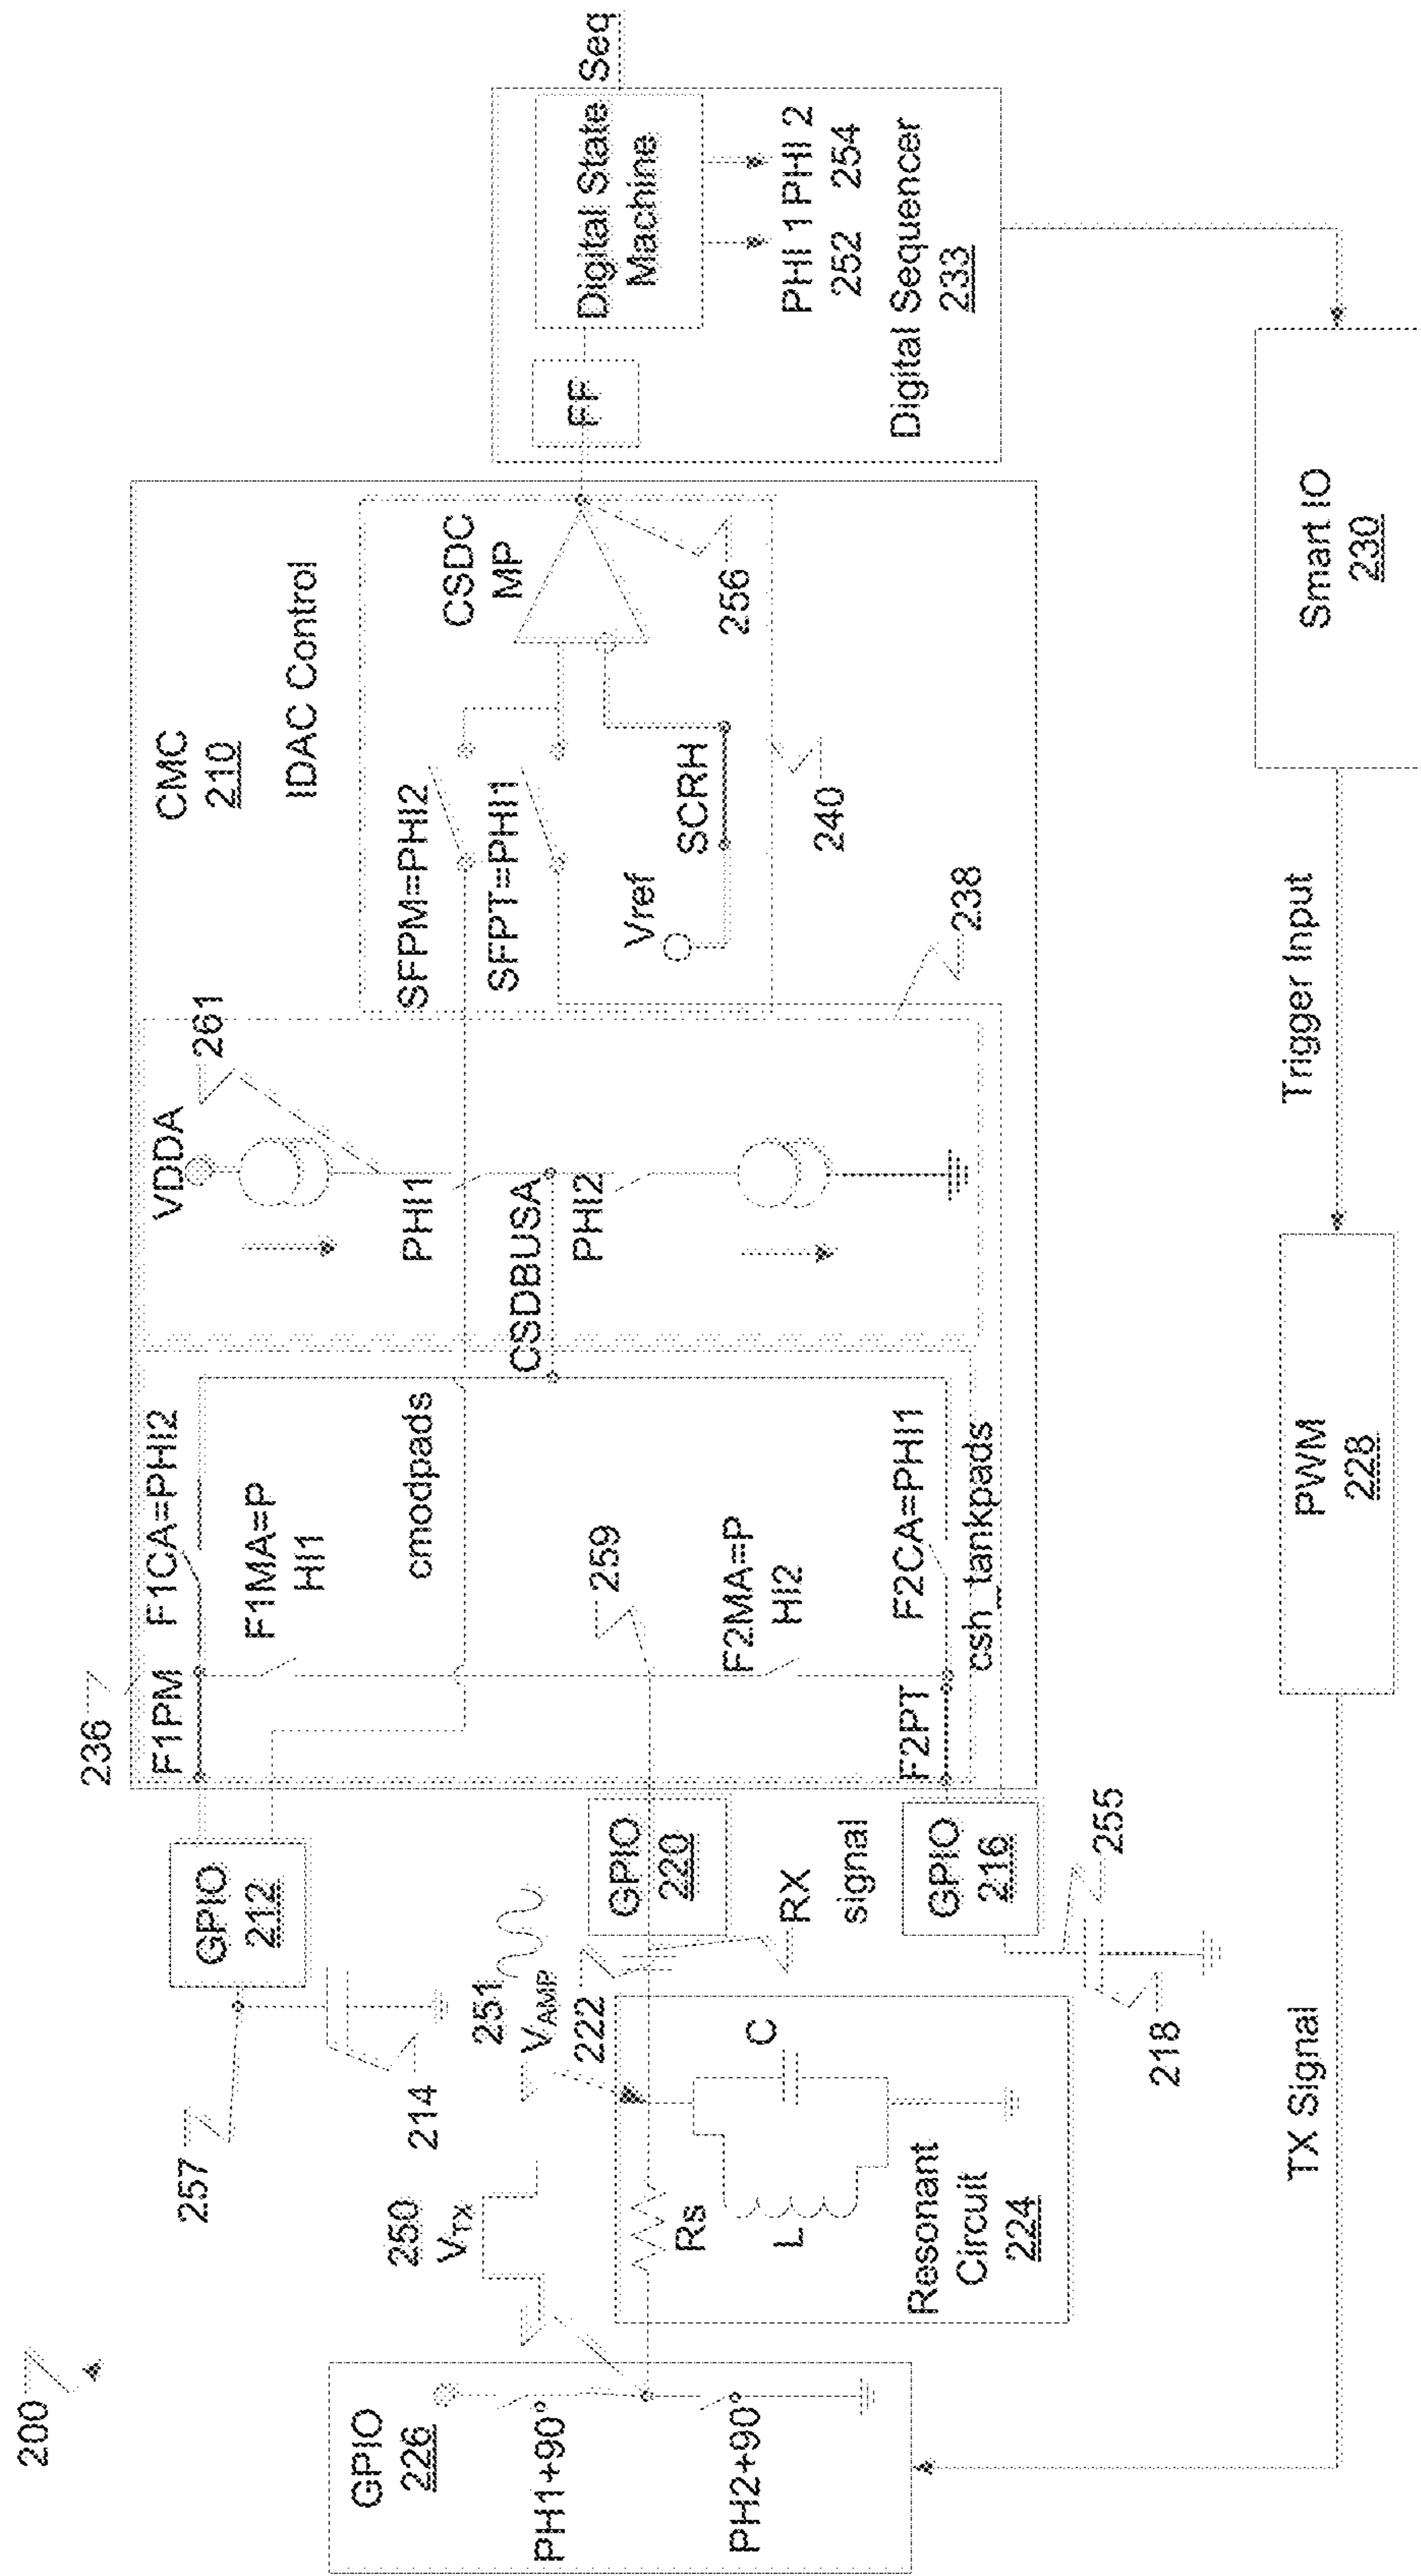 200
GPIO
226
PH1+90°
PH2+90°
250
VTX
251
VAMP
Rs
L
C
Resonant
Circuit
224
257
214
222
GPIO
212
GPIO
220
RX
signal
GPIO
216
255
218
236
F1PM
F1CA=PHI2
F1MA=P
HI1
cmodpads
259
F2MA=P
HI2
F2PT
F2CA=PHI1
csh_tankpads
VDDA
261
PHI1
CSDBUSA
PHI2
238
CMC
210
IDAC Control
SFPM=PHI2
SFPT=PHI1
Vref
SCRH
240
CSDC
MP
256
FF
Digital State
Machine
Seq
PHI 1 PHI 2
252 254
Digital Sequencer
233
TX Signal
PWM
228
Trigger Input
Smart IO
230